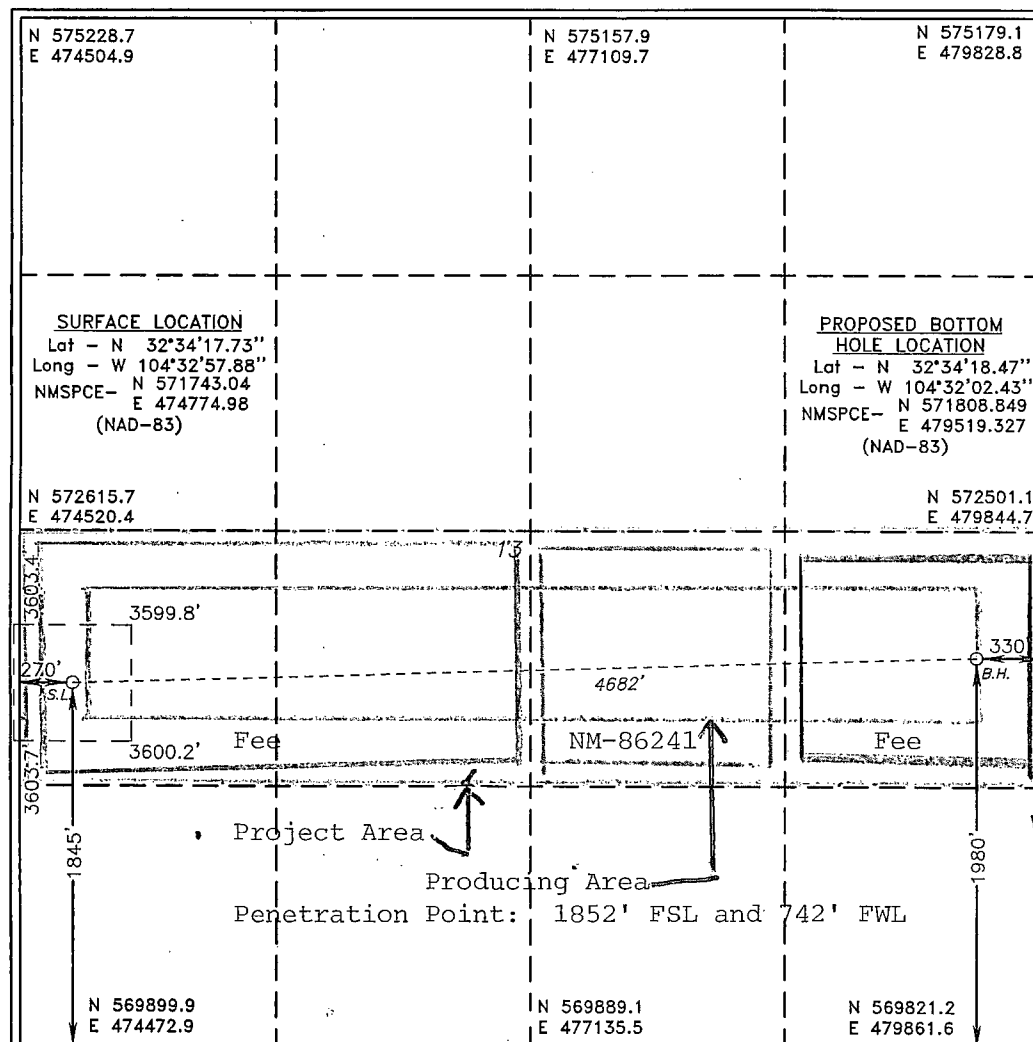 N 575228.7
E 474504.9
N 575157.9
E 477109.7
N 575179.1
E 479828.8
SURFACE LOCATION
Lat - N 32°34'17.73"
Long - W 104°32'57.88"
NMSPCE- N 571743.04
E 474774.98
(NAD-83)
PROPOSED BOTTOM
HOLE LOCATION
Lat - N 32°34'18.47"
Long - W 104°32'02.43"
NMSPCE- N 571808.849
E 479519.327
(NAD-83)
N 572615.7
E 474520.4
N 572501.1
E 479844.7
13
3603.4'
3599.8'
270'
S.L.
4682'
330'
B.H.
3603.7'
3600.2'
Fee
NM-86241
Fee
1845'
1980'
Project Area
Producing Area
Penetration Point: 1852' FSL and 742' FWL
N 569899.9
E 474472.9
N 569889.1
E 477135.5
N 569821.2
E 479861.6